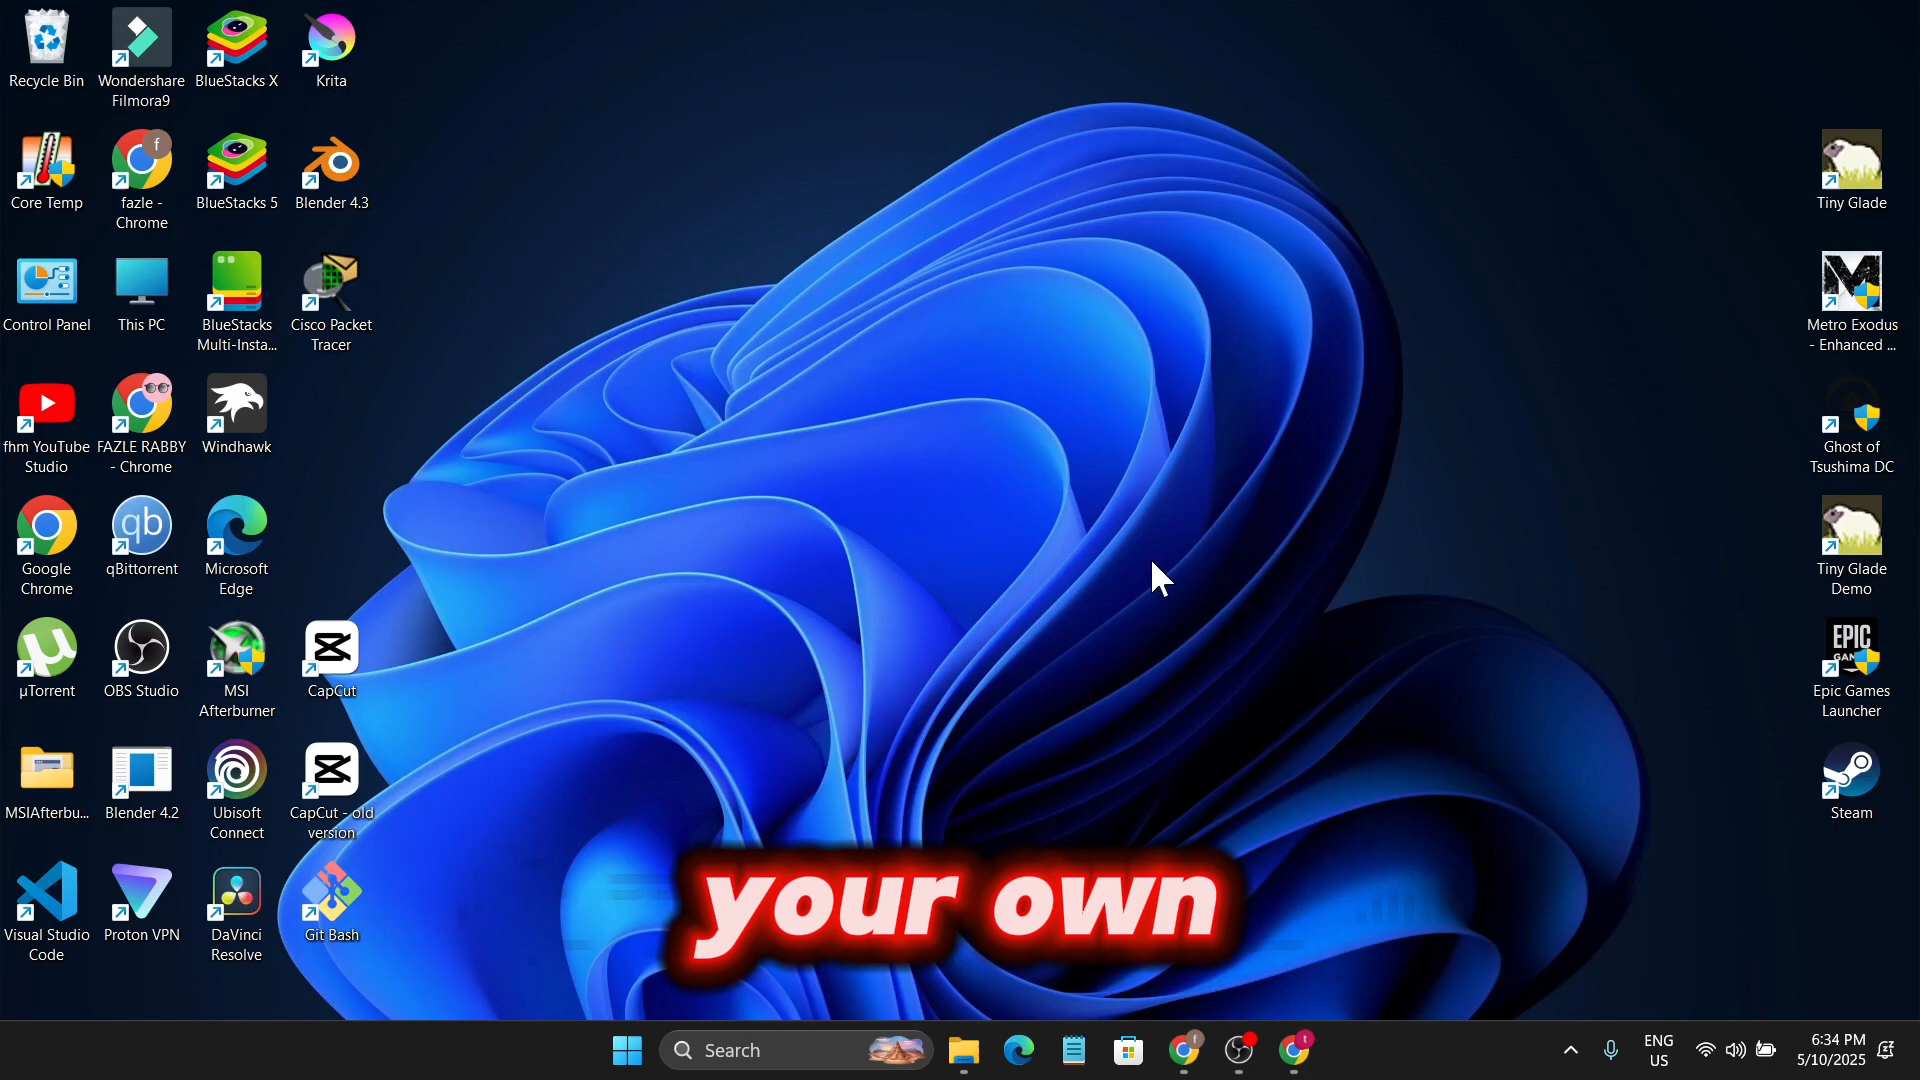 Recycle Bin
Wondershare
Filmora9
BlueStacks X
Krita
Core Temp
f
fazle -
Chrome
BlueStacks 5
Blender 4.3
Control Panel
This PC
BlueStacks
Multi-Insta...
Cisco Packet
Tracer
fhm YouTube
Studio
FAZLE RABBY
- Chrome
Windhawk
Google
Chrome
qb
qBittorrent
Microsoft
Edge
µTorrent
OBS Studio
MSI
Afterburner
CapCut
MSIAfterbu...
Blender 4.2
Ubisoft
Connect
CapCut - old
version
Visual Studio
Code
Proton VPN
DaVinci
Resolve
Git Bash
Tiny Glade
Metro Exodus
- Enhanced ...
Ghost of
Tsushima DC
Tiny Glade
Demo
EPIC
Epic Games
Launcher
Steam
your own
Search
f
t
ENG
US
6:34 PM
5/10/2025